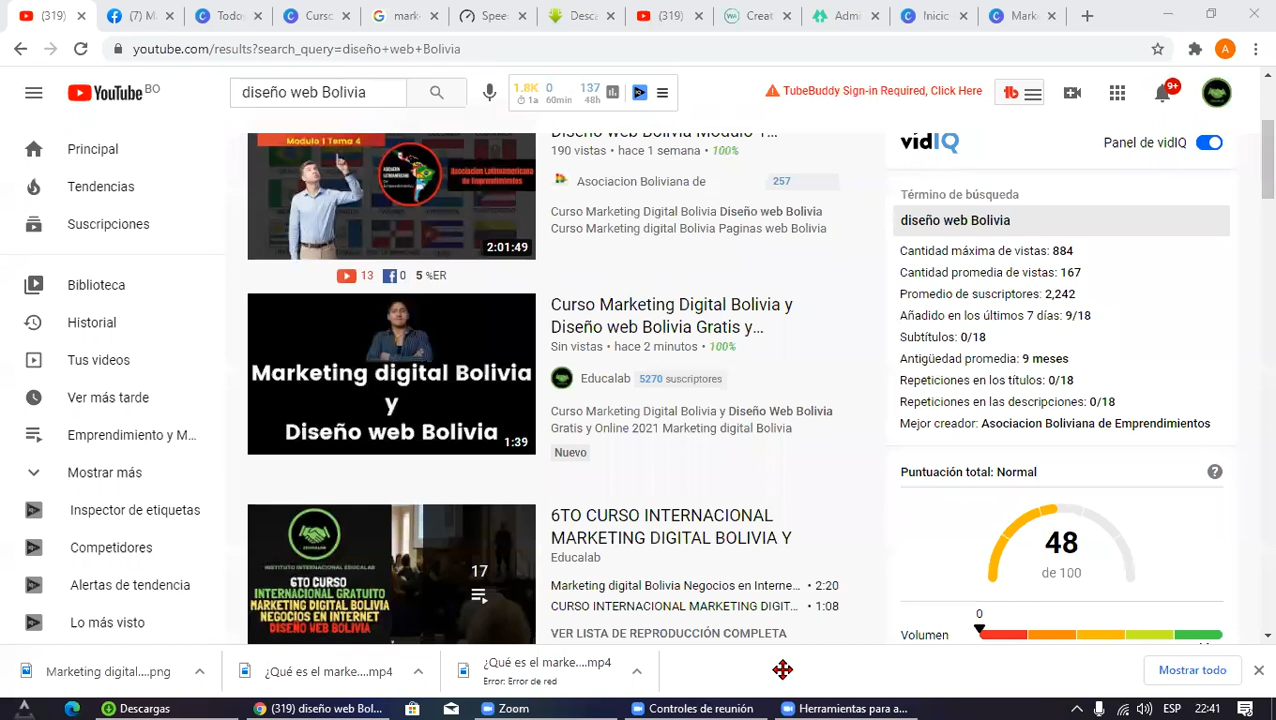 (319)
(7) M
Todo
Curso
mark
Spee
Desca
(319)
Creat
Admi
Inicic
Marke
youtube.com/results?search_query=diseño+web+Bolivia
A
YouTube BO
diseño web Bolivia
1.8K 0 137
1a 60min 48h
TubeBuddy Sign-in Required, Click Here
9+
Principal
Tendencias
Suscripciones
Biblioteca
Historial
Tus videos
Ver más tarde
Emprendimiento y M...
Mostrar más
Inspector de etiquetas
Competidores
Alertas de tendencia
Lo más visto
Modulo 1 Tema 4
2:01:49
13 0 5 %ER
Diseño web Bolivia Modulo 1...
190 vistas • hace 1 semana • 100%
Asociacion Boliviana de 257
Curso Marketing Digital Bolivia Diseño web Bolivia
Curso Marketing digital Bolivia Paginas web Bolivia
Marketing digital Bolivia
y
Diseño web Bolivia
1:39
Curso Marketing Digital Bolivia y
Diseño web Bolivia Gratis y...
Sin vistas • hace 2 minutos • 100%
Educalab 5270 suscriptores
Curso Marketing Digital Bolivia y Diseño Web Bolivia
Gratis y Online 2021 Marketing digital Bolivia
Nuevo
EDUCALAB
INSTITUTO INTERNACIONAL EDUCALAB
6TO CURSO
INTERNACIONAL GRATUITO
MARKETING DIGITAL BOLIVIA
NEGOCIOS EN INTERNET
DISEÑO WEB BOLIVIA
17
6TO CURSO INTERNACIONAL
MARKETING DIGITAL BOLIVIA Y
Educalab
Marketing digital Bolivia Negocios en Interne... • 2:20
CURSO INTERNACIONAL MARKETING DIGIT... • 1:08
VER LISTA DE REPRODUCCIÓN COMPLETA
vidIQ
Panel de vidIQ
Término de búsqueda
diseño web Bolivia
Cantidad máxima de vistas: 884
Cantidad promedia de vistas: 167
Promedio de suscriptores: 2,242
Añadido en los últimos 7 días: 9/18
Subtítulos: 0/18
Antigüedad promedia: 9 meses
Repeticiones en los títulos: 0/18
Repeticiones en las descripciones: 0/18
Mejor creador: Asociacion Boliviana de Emprendimientos
Puntuación total: Normal
?
48
de 100
0
Volumen
Marketing digital....png
¿Qué es el marke....mp4
¿Qué es el marke....mp4
Error: Error de red
Mostrar todo
Descargas
(319) diseño web Bol...
Zoom
Controles de reunión
Herramientas para a...
ESP
22:41